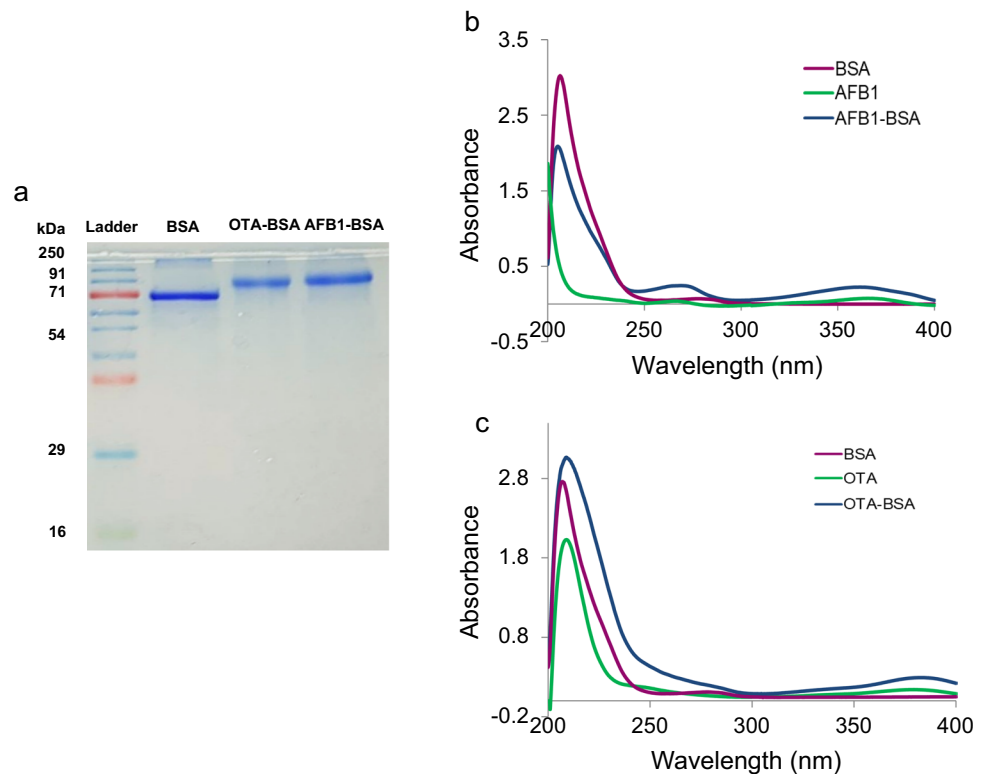 a
kDa Ladder BSA OTA-BSA AFB1-BSA
250
91
71
54
29
16
b
3.5
2.5
1.5
0.5
-0.5
200 250 300 350 400
Absorbance
Wavelength (nm)
BSA
AFB1
AFB1-BSA
c
2.8
1.8
0.8
-0.2
200 250 300 350 400
Absorbance
Wavelength (nm)
BSA
OTA
OTA-BSA